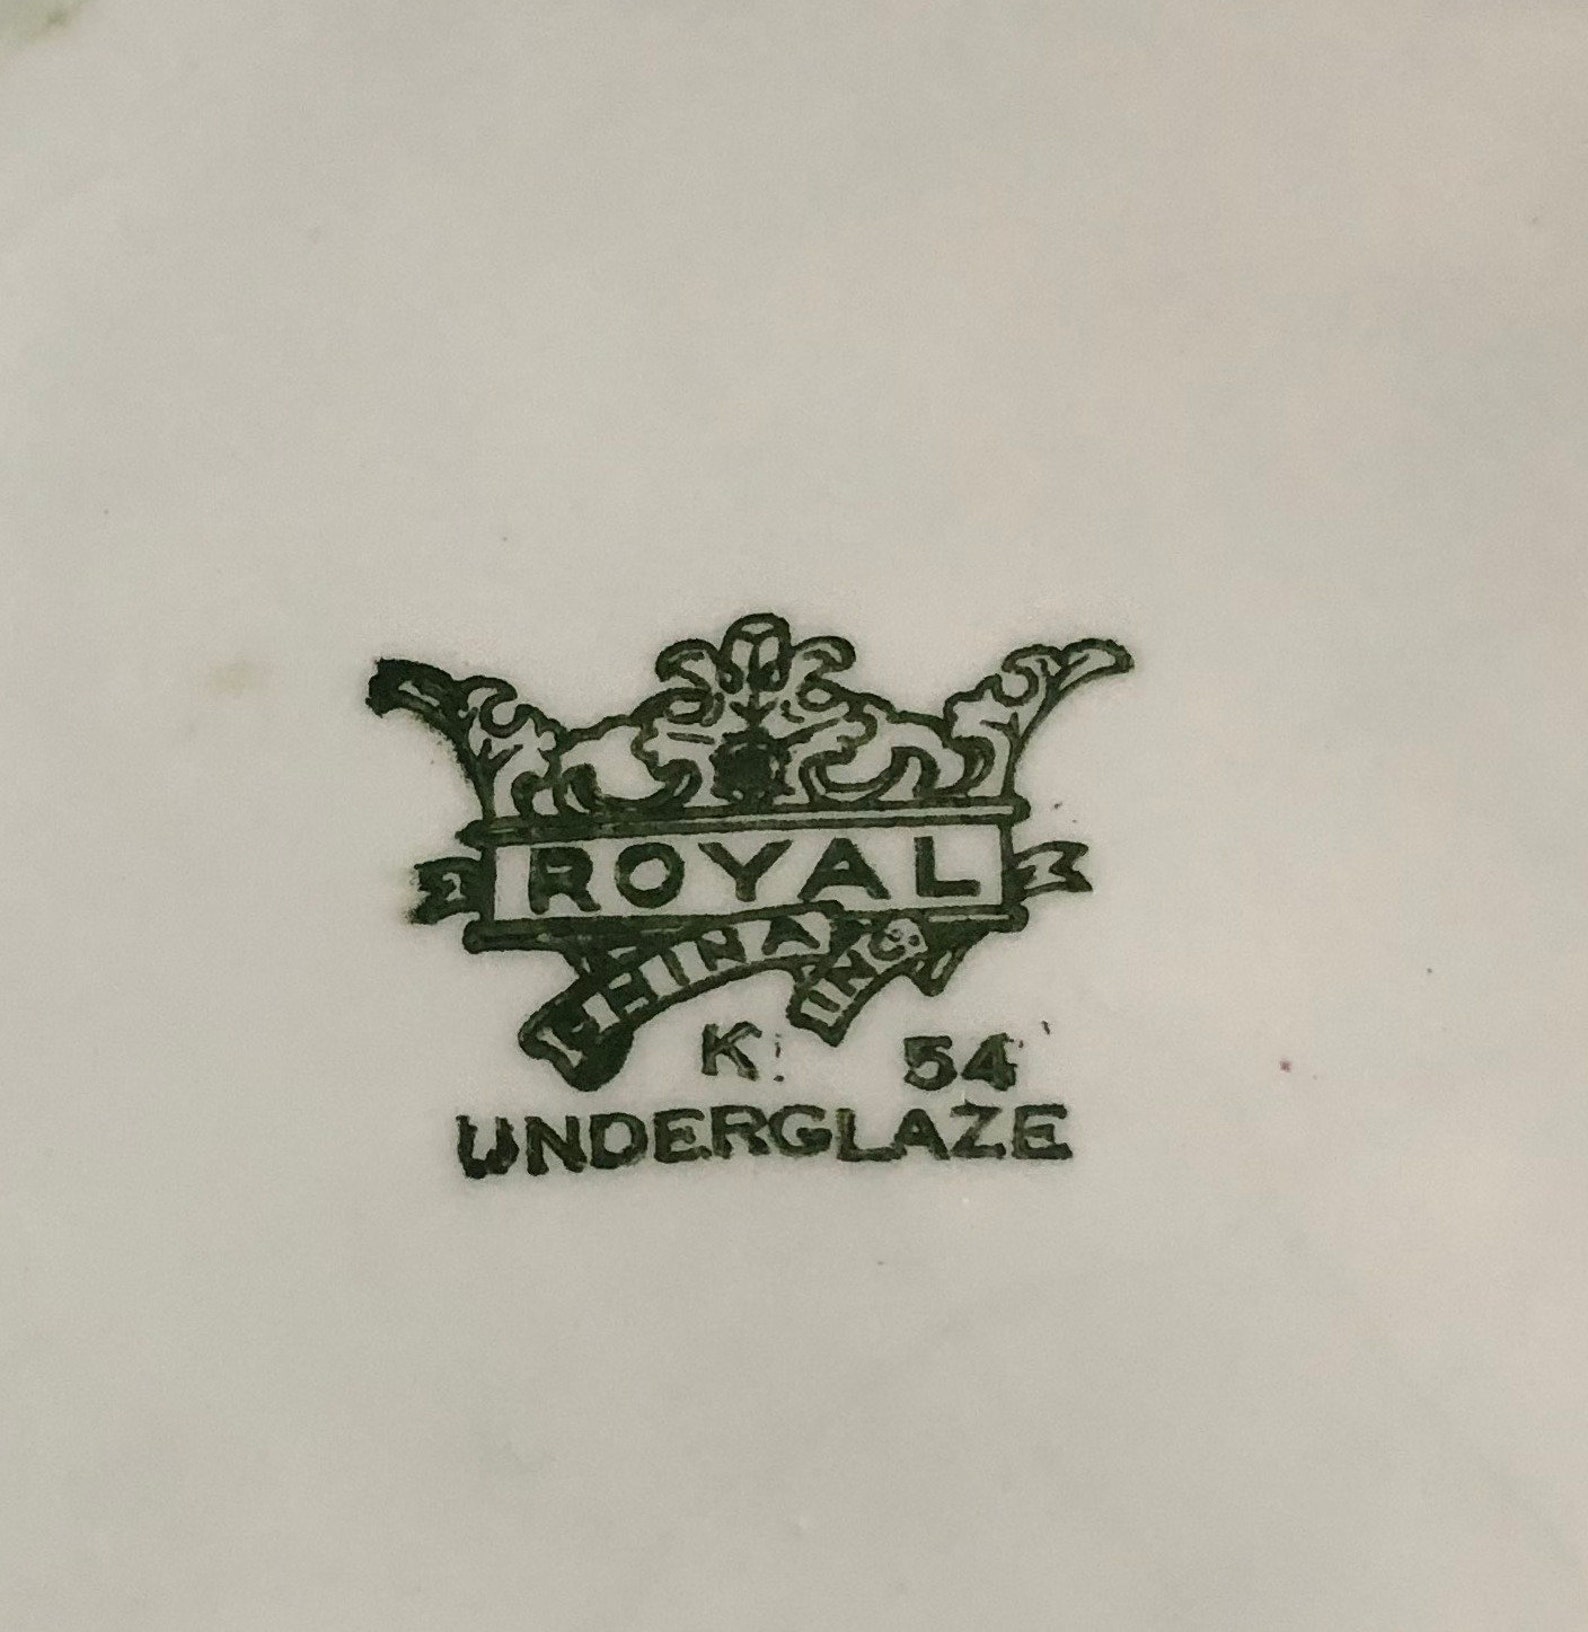 ROYAL
CHINA INC.
K 54
UNDERGLAZE